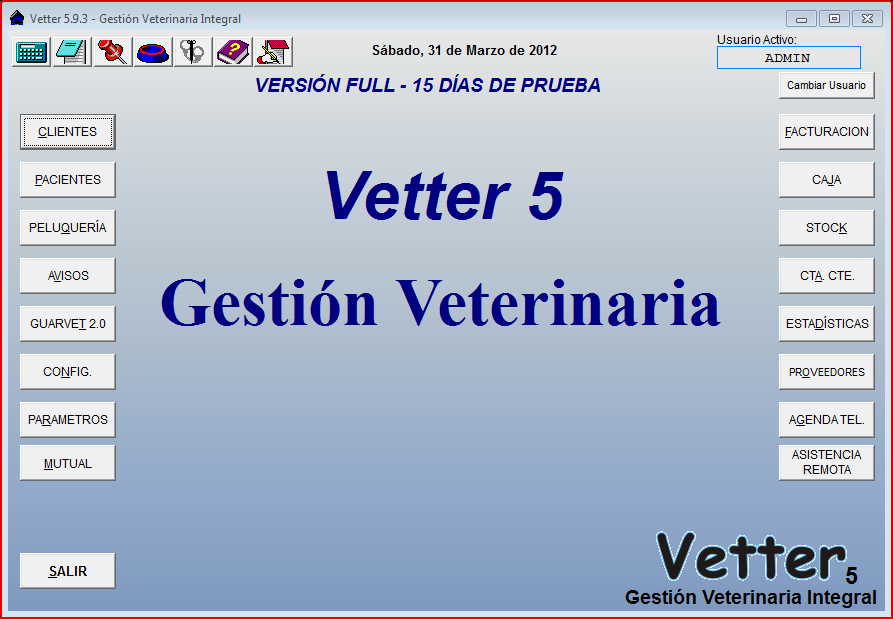 Vetter 5.9.3 - Gestión Veterinaria Integral
Sábado, 31 de Marzo de 2012
Usuario Activo:
ADMIN
VERSIÓN FULL - 15 DÍAS DE PRUEBA
Cambiar Usuario
CLIENTES
PACIENTES
PELUQUERÍA
AVISOS
GUARVET 2.0
CONFIG.
PARAMETROS
MUTUAL
SALIR
Vetter 5
Gestión Veterinaria
FACTURACION
CAJA
STOCK
CTA. CTE.
ESTADÍSTICAS
PROVEEDORES
AGENDA TEL.
ASISTENCIA
REMOTA
Vetter 5
Gestión Veterinaria Integral